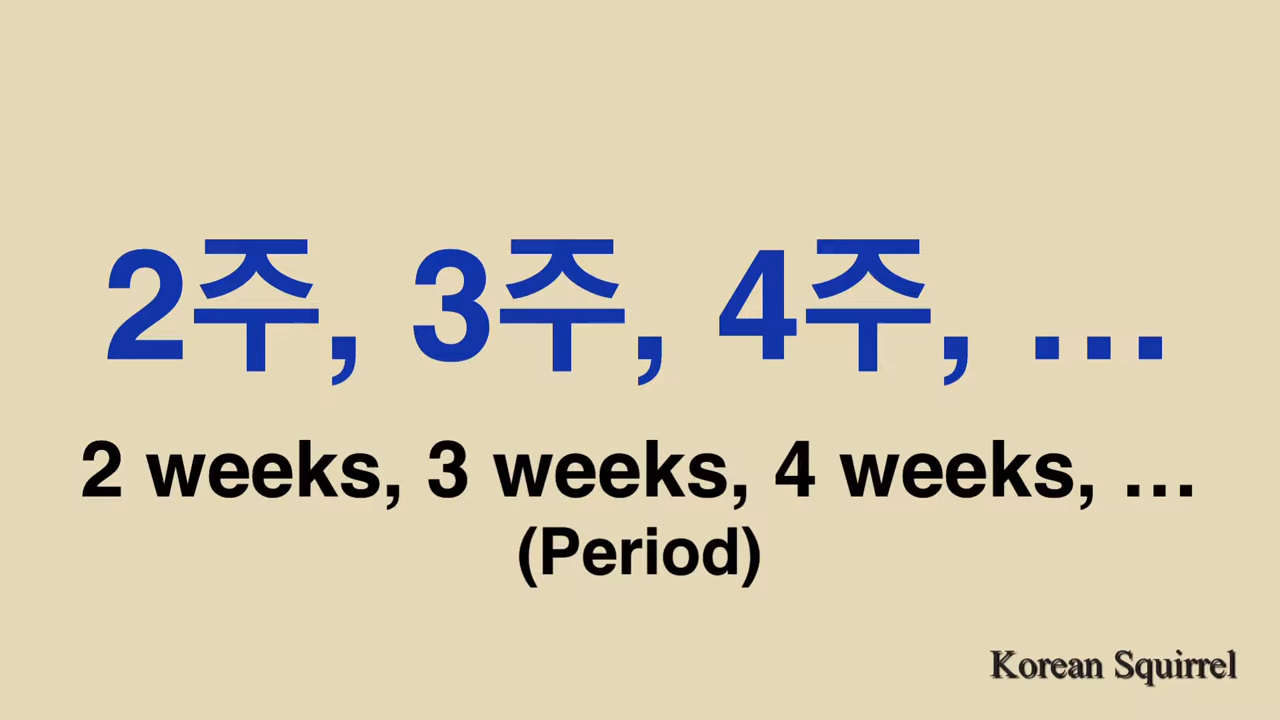 2주, 3주, 4주, ...
2 weeks, 3 weeks, 4 weeks, ...
(Period)
Korean Squirrel